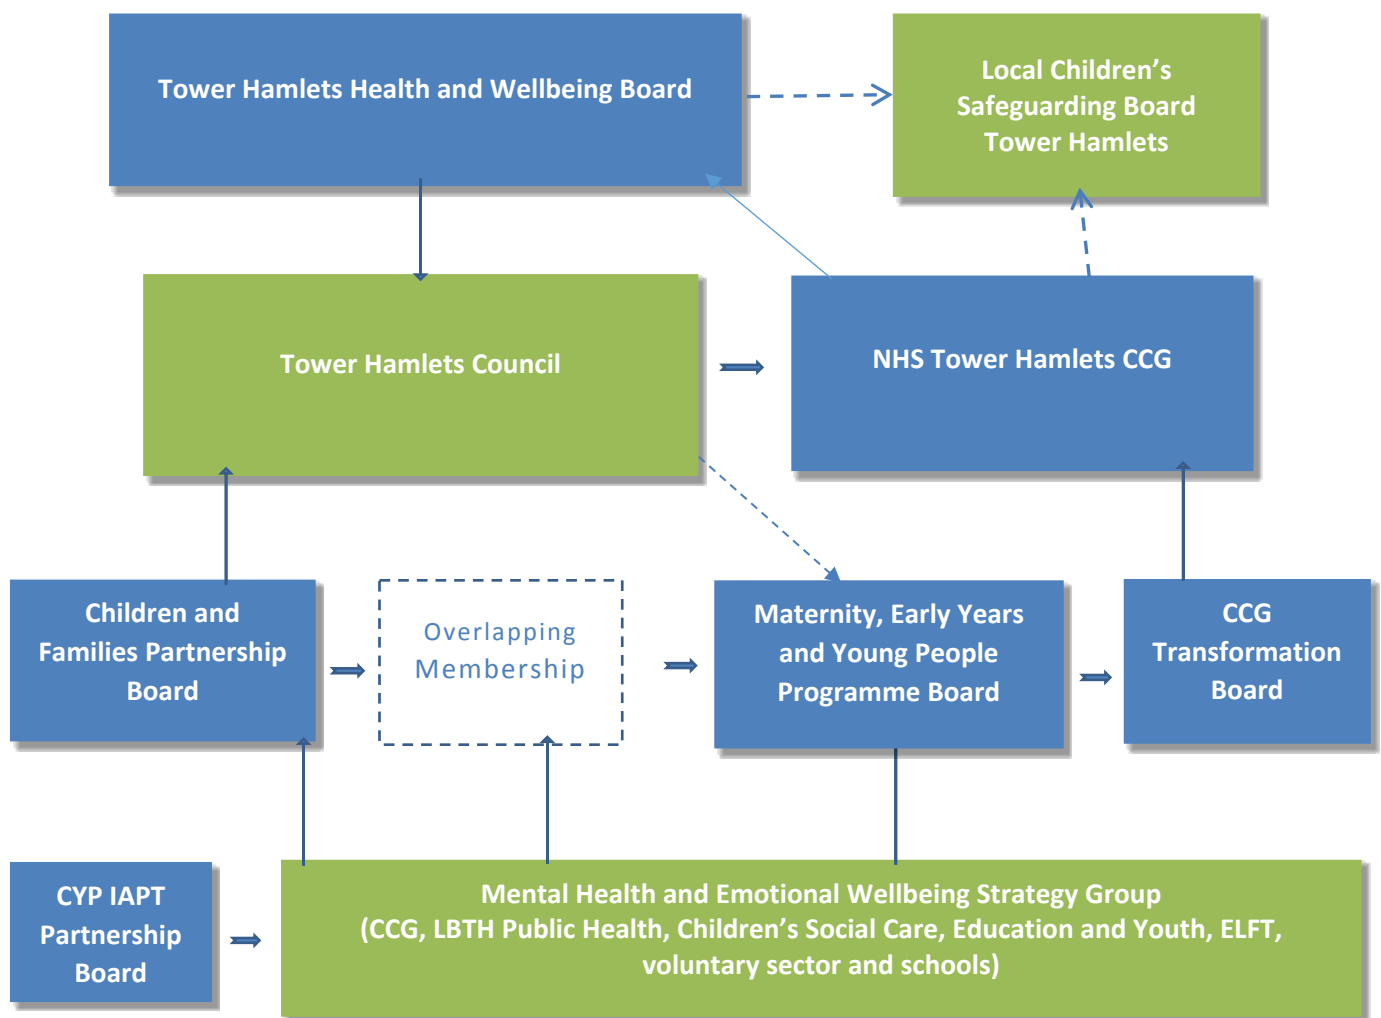 Tower Hamlets Health and Wellbeing Board
Local Children’s
Safeguarding Board
Tower Hamlets
Tower Hamlets Council
NHS Tower Hamlets CCG
Children and
Families Partnership
Board
Overlapping
Membership
Maternity, Early Years
and Young People
Programme Board
CCG
Transformation
Board
CYP IAPT
Partnership
Board
Mental Health and Emotional Wellbeing Strategy Group
(CCG, LBTH Public Health, Children’s Social Care, Education and Youth, ELFT,
voluntary sector and schools)